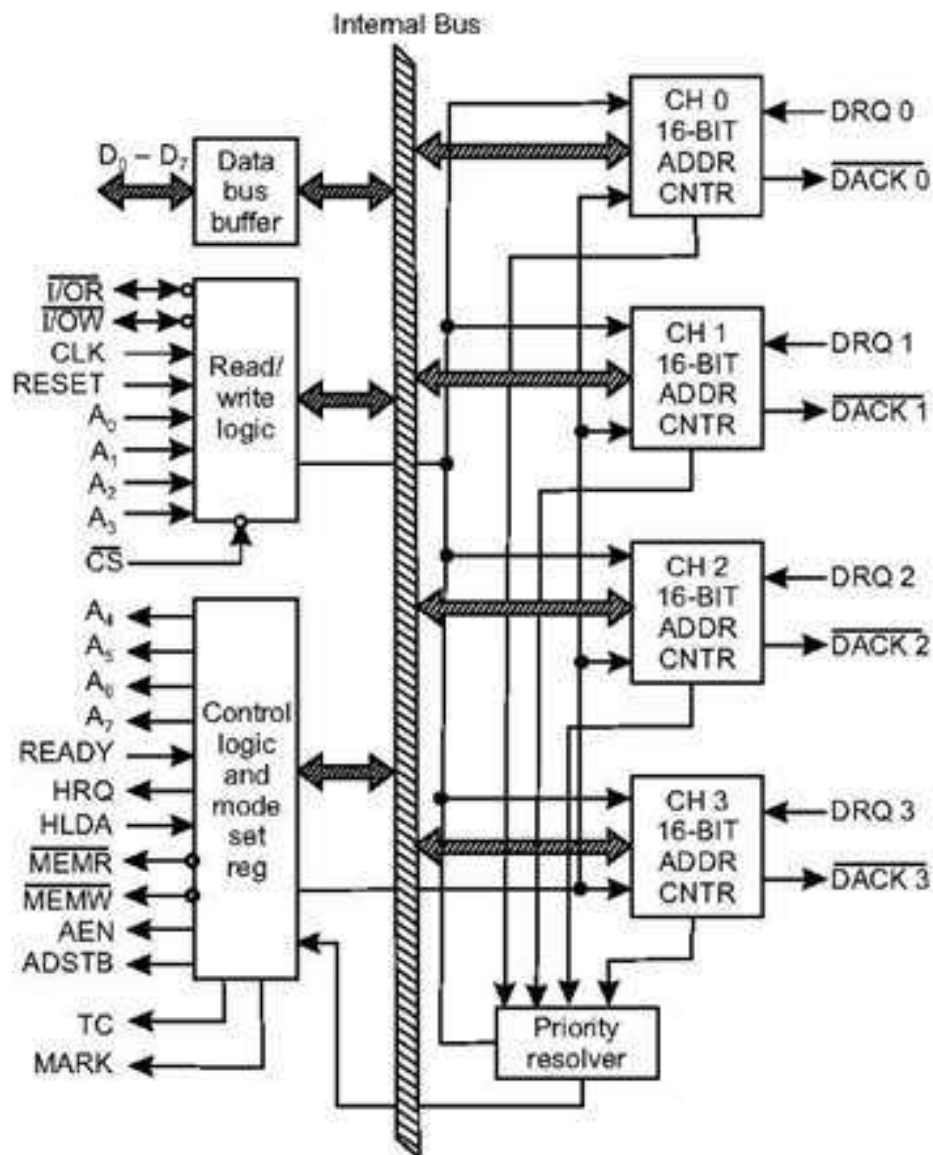 Internal Bus
D₀ – D₇
Data
bus
buffer
I/OR
I/OW
CLK
RESET
A₀
A₁
A₂
A₃
CS
Read/
write
logic
A₄
A₅
A₆
A₇
READY
HRQ
HLDA
MEMR
MEMW
AEN
ADSTB
TC
MARK
Control
logic
and
mode
set
reg
CH 0
16-BIT
ADDR
CNTR
DRQ 0
DACK 0
CH 1
16-BIT
ADDR
CNTR
DRQ 1
DACK 1
CH 2
16-BIT
ADDR
CNTR
DRQ 2
DACK 2
CH 3
16-BIT
ADDR
CNTR
DRQ 3
DACK 3
Priority
resolver